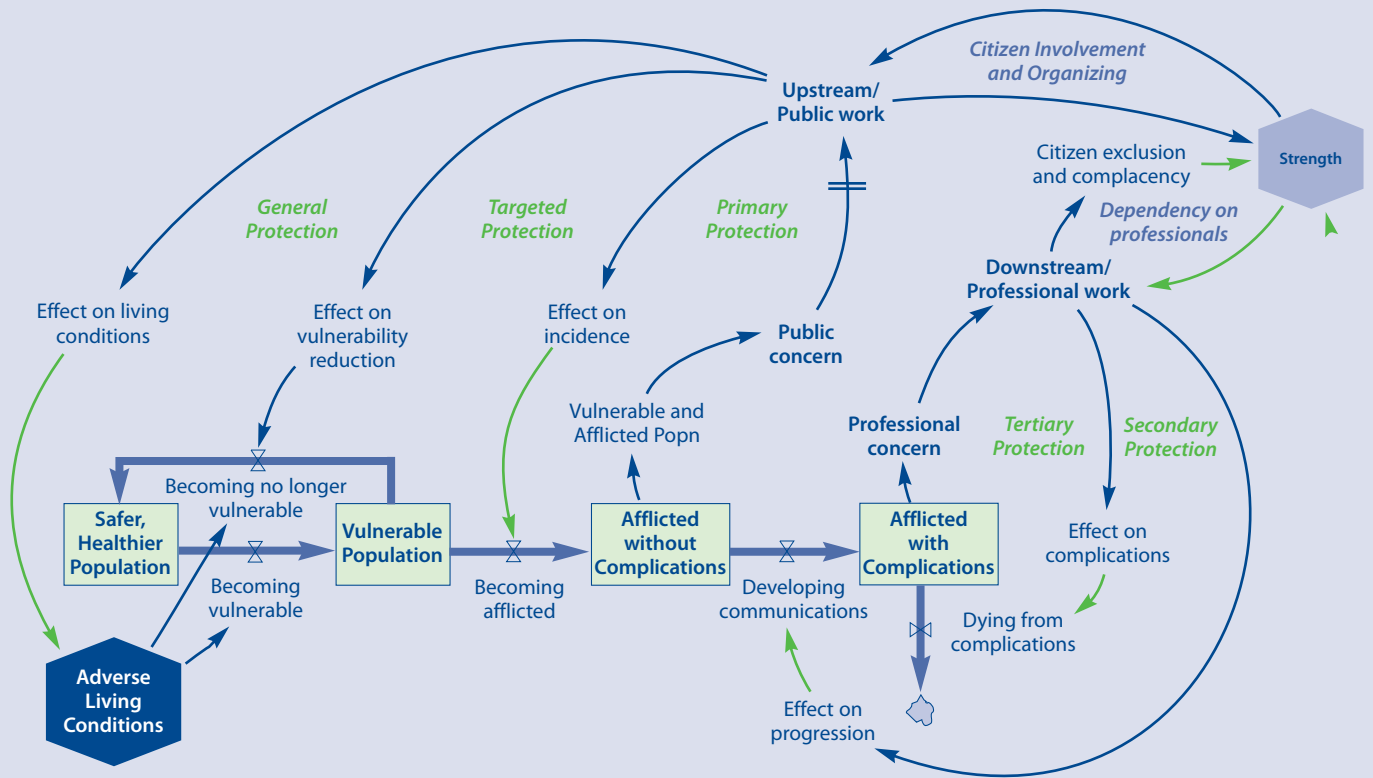 Citizen Involvement
and Organizing
Upstream/
Public work
Strength
Citizen exclusion
and complacency
Dependency on
professionals
General
Protection
Targeted
Protection
Primary
Protection
Downstream/
Professional work
Effect on living
conditions
Effect on
vulnerability
reduction
Effect on
incidence
Public
concern
Vulnerable and
Afflicted Popn
Professional
concern
Tertiary
Protection
Secondary
Protection
Becoming no longer
vulnerable
Safer,
Healthier
Population
Vulnerable
Population
Afflicted
without
Complications
Afflicted
with
Complications
Effect on
complications
Becoming
vulnerable
Becoming
afflicted
Developing
communications
Dying from
complications
Adverse
Living
Conditions
Effect on
progression